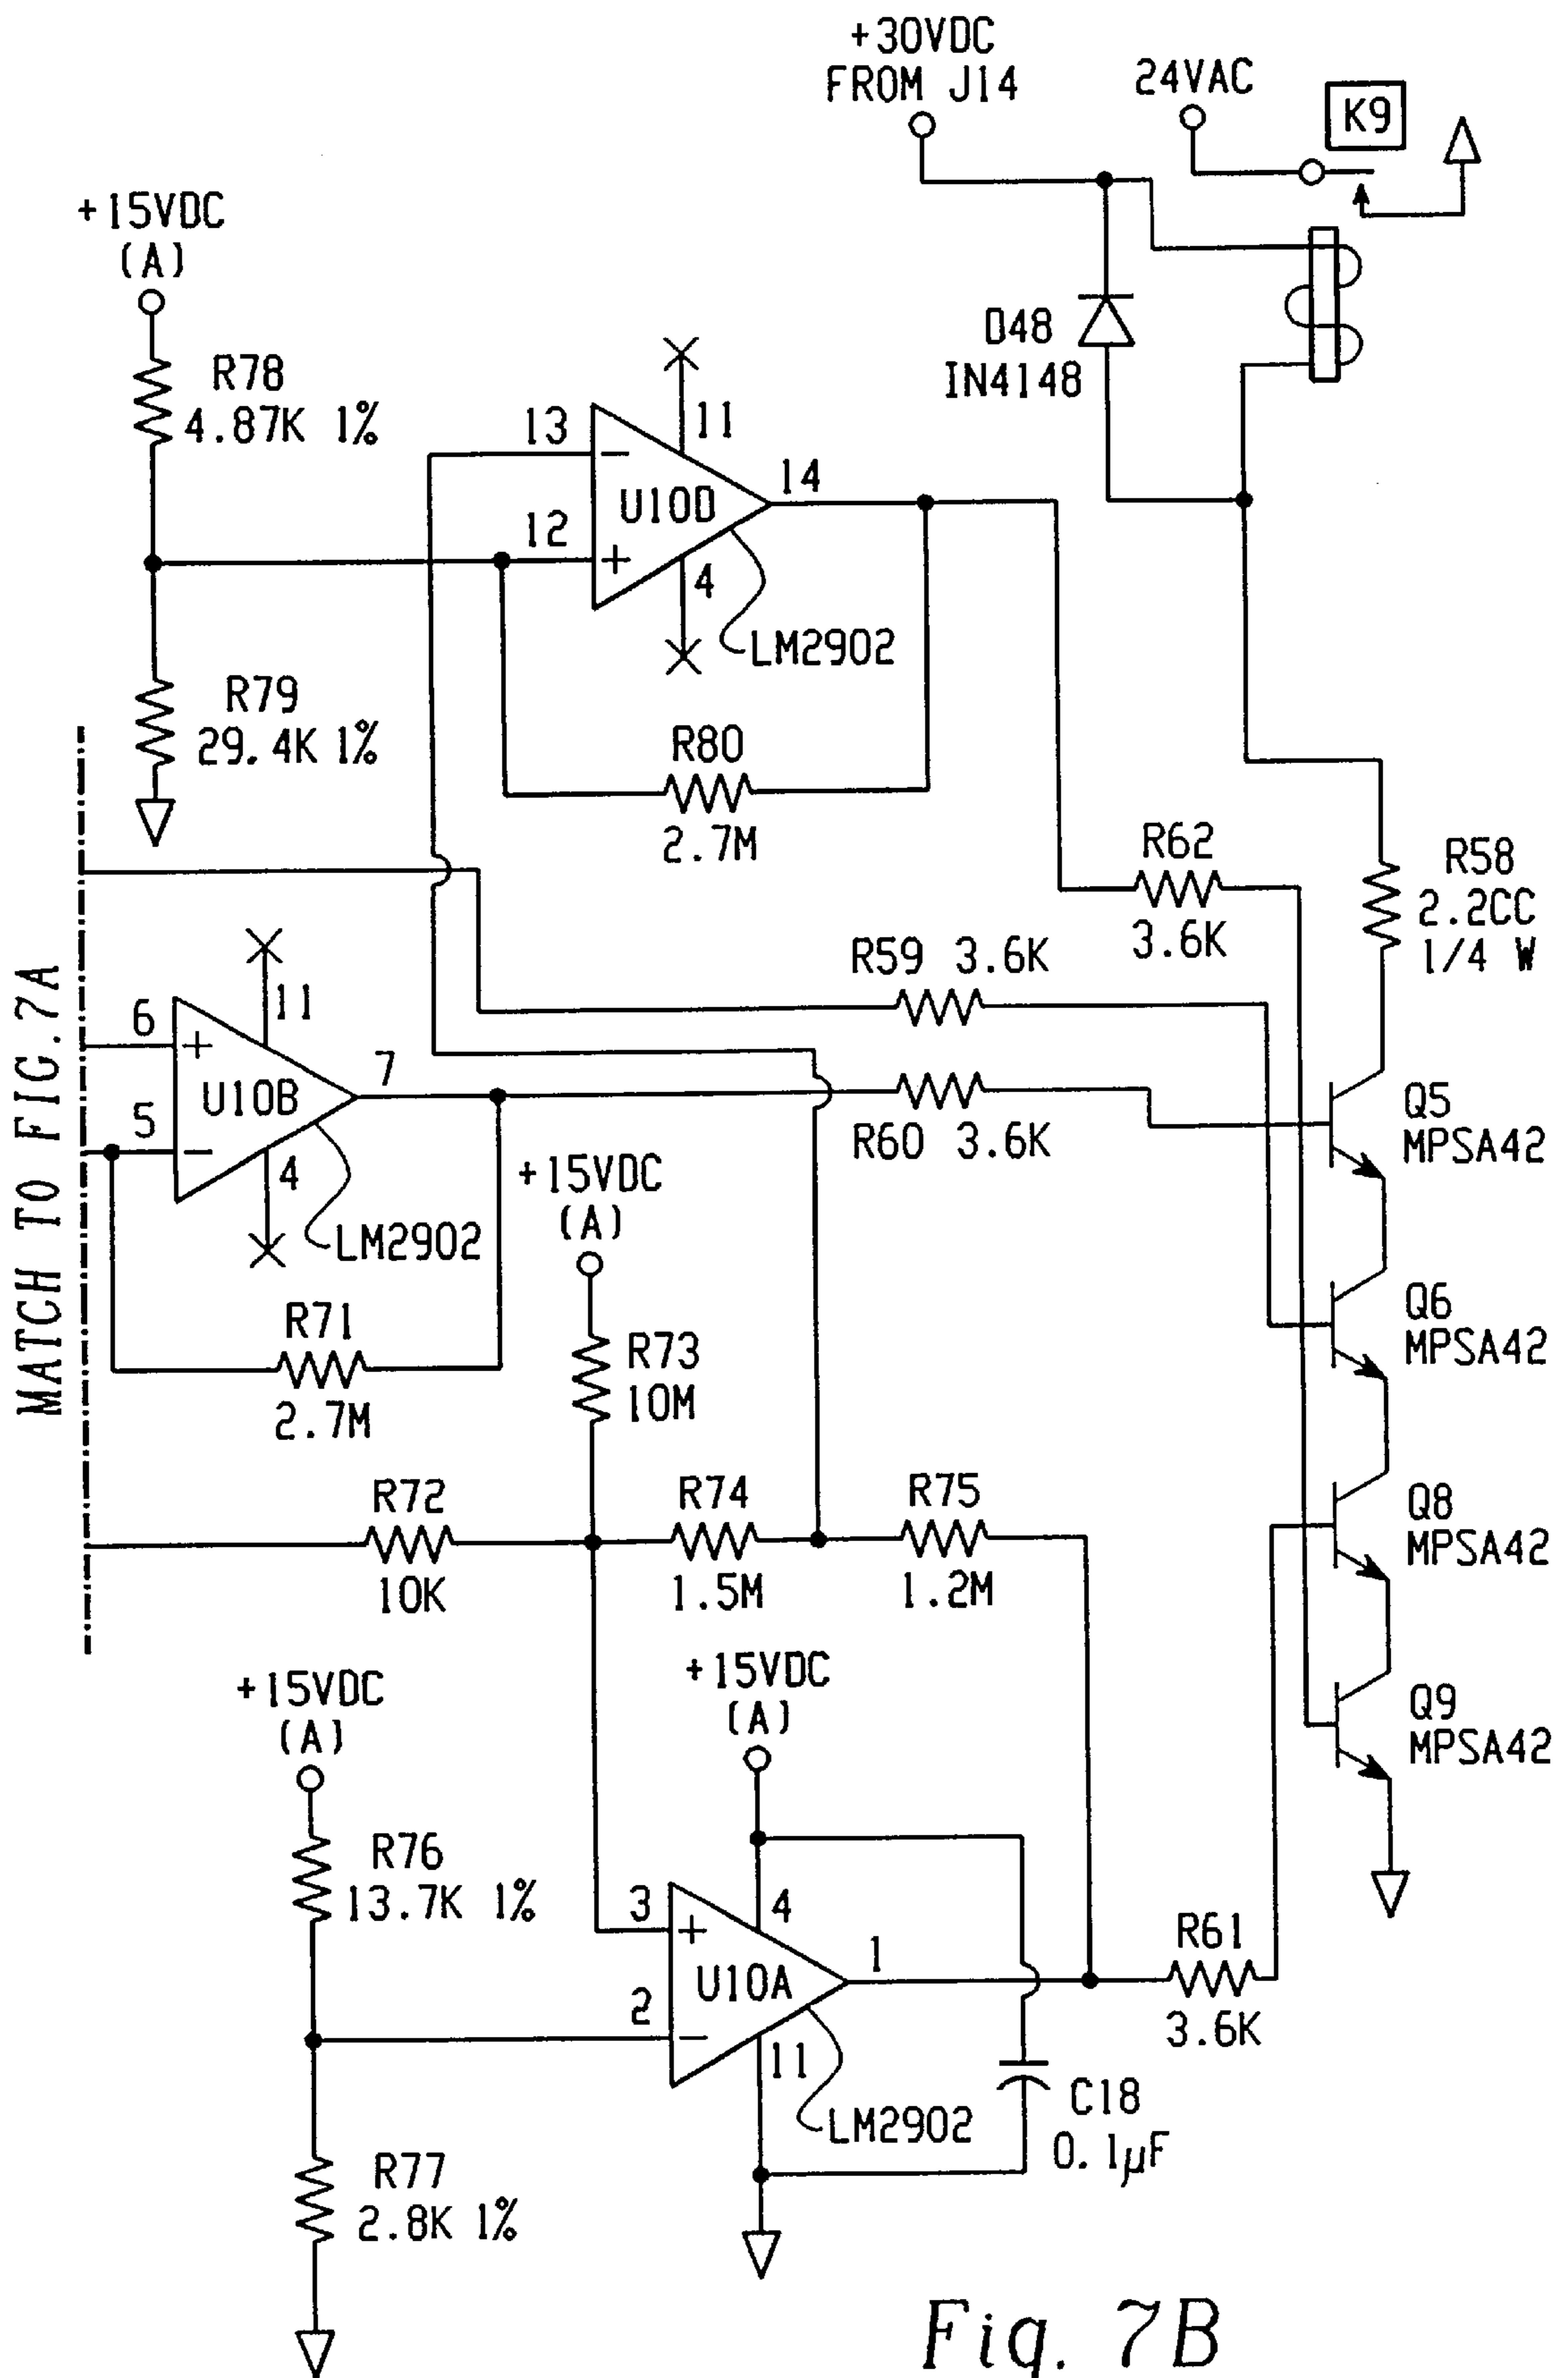 +30VDC
FROM J14
24VAC
K9
+15VDC
(A)
R78
4.87K 1%
D48
IN4148
13
11
14
U10D
12
4
LM2902
R79
29.4K 1%
R80
2.7M
R62
3.6K
R58
2.2CC
1/4 W
R59 3.6K
MATCH TO FIG.7A
6
11
7
U10B
5
4
LM2902
R60 3.6K
Q5
MPSA42
+15VDC
(A)
R71
2.7M
R73
10M
Q6
MPSA42
R72
10K
R74
1.5M
R75
1.2M
Q8
MPSA42
+15VDC
(A)
+15VDC
(A)
Q9
MPSA42
R76
13.7K 1%
3
4
1
U10A
2
11
LM2902
R61
3.6K
C18
0.1µF
R77
2.8K 1%
Fig. 7B